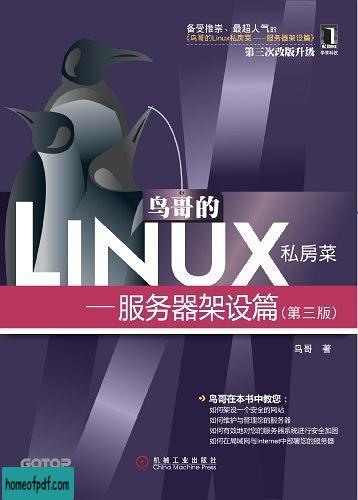 备受推崇、最超人气的
《鸟哥的Linux私房菜——服务器架设篇》
第三次改版升级
华章科技
鸟哥的
LINUX 私房菜
——服务器架设篇(第三版)
鸟哥 著
鸟哥在本书中教您：
如何架设一个安全的网站
如何维护与管理您的服务器
如何有效地对您的服务器系统进行安全加固
如何在局域网与Internet中部署您的服务器
GOTOP
homeofpdf.com
机械工业出版社
China Machine Press